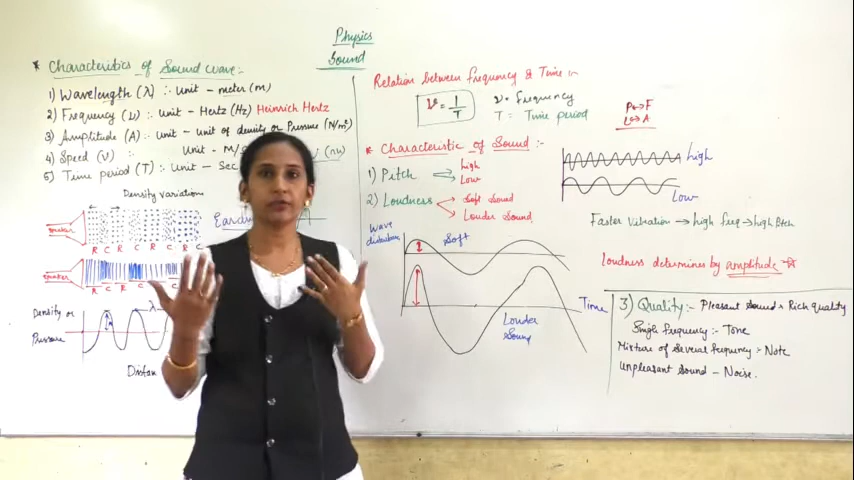 Physics
Sound
* Characteristics of Sound wave:-
1) Wavelength (λ) :- Unit - meter (m)
2) Frequency (ν) :- Unit - Hertz (Hz) Heinrich Hertz
3) Amplitude (A) :- Unit - unit of density or Pressure (N/m²)
4) Speed (V) : Unit - m/
5) Time period (T) :- Unit - Sec
Density variation
R C R C R C
R C R C
Density or
Pressure
λ
Distan
Relation between frequency & Time :-
ν = 1/T
ν = Frequency
T = Time period
P ↔ F
L ↔ A
* Characteristic of Sound :-
1) Pitch
high
Low
2) Loudness
Soft Sound
Louder Sound
Wave
Soft
Time
Louder
Sound
high
Low
Faster Vibration → high freq → high Pitch
Loudness determines by amplitude
3) Quality :- Pleasant Sound, Rich quality
Single frequency :- Tone
Mixture of Several frequency :- Note
Unpleasant Sound - Noise.